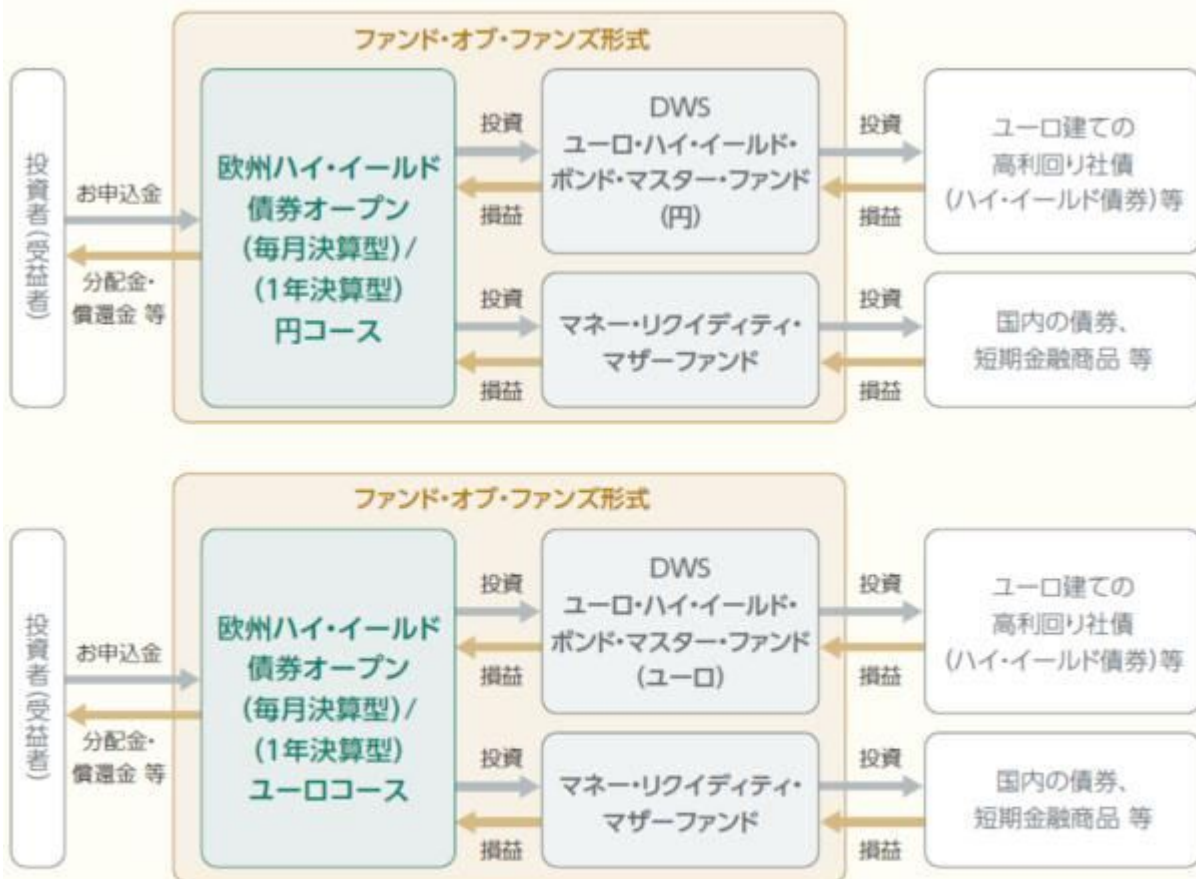 ファンド・オブ・ファンズ形式
投資者(受益者)
お申込金
分配金・
償還金 等
欧州ハイ・イールド
債券オープン
(毎月決算型)/
(1年決算型)
円コース
投資
損益
DWS
ユーロ・ハイ・イールド・
ボンド・マスター・ファンド
(円)
投資
損益
ユーロ建ての
高利回り社債
(ハイ・イールド債券)等
投資
損益
マネー・リクイディティ・
マザーファンド
投資
損益
国内の債券、
短期金融商品 等
ファンド・オブ・ファンズ形式
投資者(受益者)
お申込金
分配金・
償還金 等
欧州ハイ・イールド
債券オープン
(毎月決算型)/
(1年決算型)
ユーロコース
投資
損益
DWS
ユーロ・ハイ・イールド・
ボンド・マスター・ファンド
(ユーロ)
投資
損益
ユーロ建ての
高利回り社債
(ハイ・イールド債券)等
投資
損益
マネー・リクイディティ・
マザーファンド
投資
損益
国内の債券、
短期金融商品 等